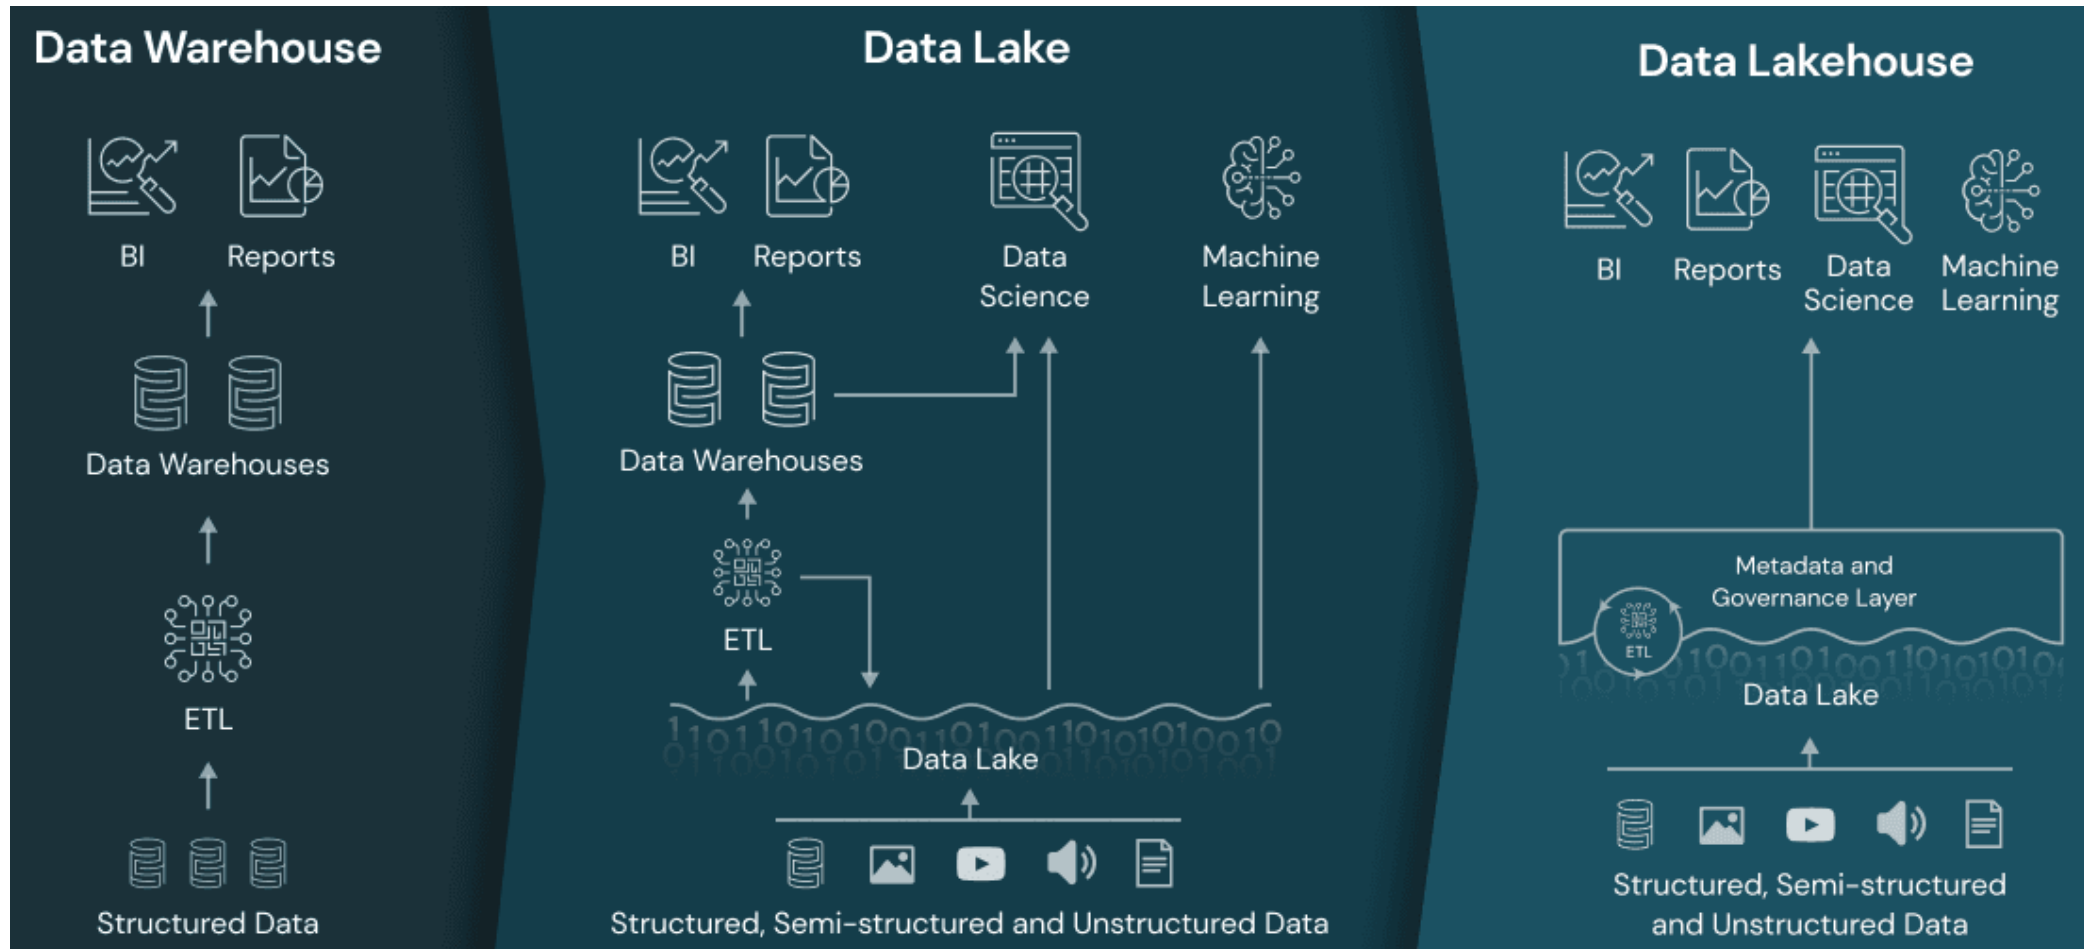 Data Warehouse
BI
Reports
Data Warehouses
ETL
Structured Data
Data Lake
BI
Reports
Data
Science
Machine
Learning
Data Warehouses
ETL
Data Lake
Structured, Semi-structured and Unstructured Data
Data Lakehouse
BI
Reports
Data
Science
Machine
Learning
Metadata and
Governance Layer
ETL
Data Lake
Structured, Semi-structured
and Unstructured Data